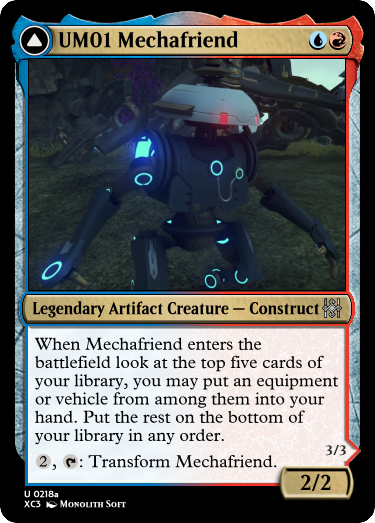 UM01 Mechafriend
Legendary Artifact Creature — Construct
When Mechafriend enters the
battlefield look at the top five cards of
your library, you may put an equipment
or vehicle from among them into your
hand. Put the rest on the bottom of
your library in any order.
3/3
2, : Transform Mechafriend.
2/2
U 0218a
XC3 Monolith Soft